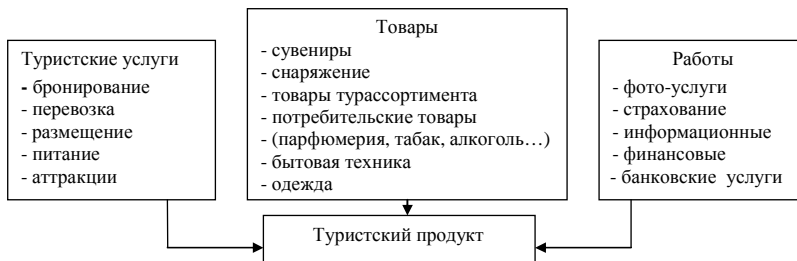 Туристские услуги
- бронирование
- перевозка
- размещение
- питание
- аттракции
Товары
- сувениры
- снаряжение
- товары турассортимента
- потребительские товары
- (парфюмерия, табак, алкоголь…)
- бытовая техника
- одежда
Работы
- фото-услуги
- страхование
- информационные
- финансовые
- банковские услуги
Туристский продукт